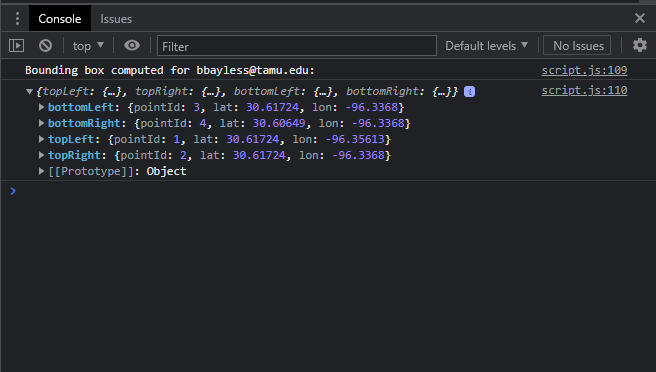 Console Issues
top Filter Default levels No Issues
Bounding box computed for bbayless@tamu.edu: script.js:109
{topLeft: {…}, topRight: {…}, bottomLeft: {…}, bottomRight: {…}} i script.js:110
bottomLeft: {pointId: 3, lat: 30.61724, lon: -96.3368}
bottomRight: {pointId: 4, lat: 30.60649, lon: -96.3368}
topLeft: {pointId: 1, lat: 30.61724, lon: -96.35613}
topRight: {pointId: 2, lat: 30.61724, lon: -96.3368}
[[Prototype]]: Object